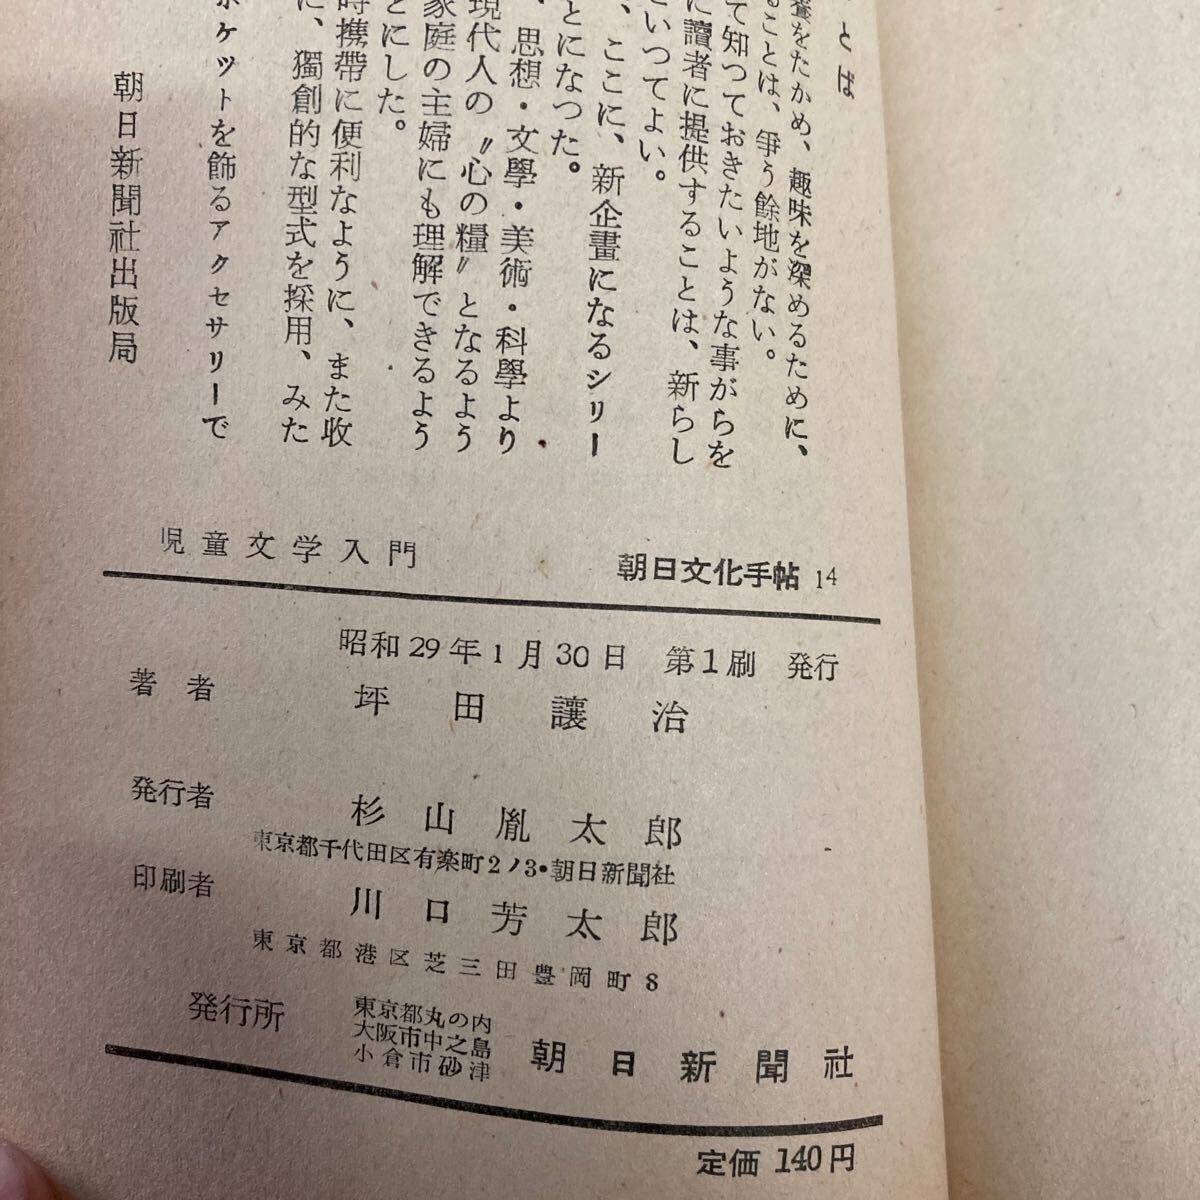 とば
養をたかめ、趣味を深めるために、
ることは、爭う餘地がない。
て知つておきたいような事がらを
に讀者に提供することは、新らし
といつてよい。
、ここに、新企畫になるシリー
とになつた。
、思想・文學・美術・科學より
現代人の〝心の糧〟となるよう
家庭の主婦にも理解できるよう
とにした。
時携帶に便利なように、また收
に、獨創的な型式を採用、みた
ポケツトを飾るアクセサリーで
朝日新聞社出版局
児童文学入門 朝日文化手帖 14
昭和29年1月30日 第1刷 発行
著者 坪田讓治
発行者 杉山胤太郎
東京都千代田区有楽町2ノ3・朝日新聞社
印刷者 川口芳太郎
東京都港区芝三田豊岡町8
発行所 東京都丸の内
大阪市中之島
小倉市砂津
朝日新聞社
定価 140円